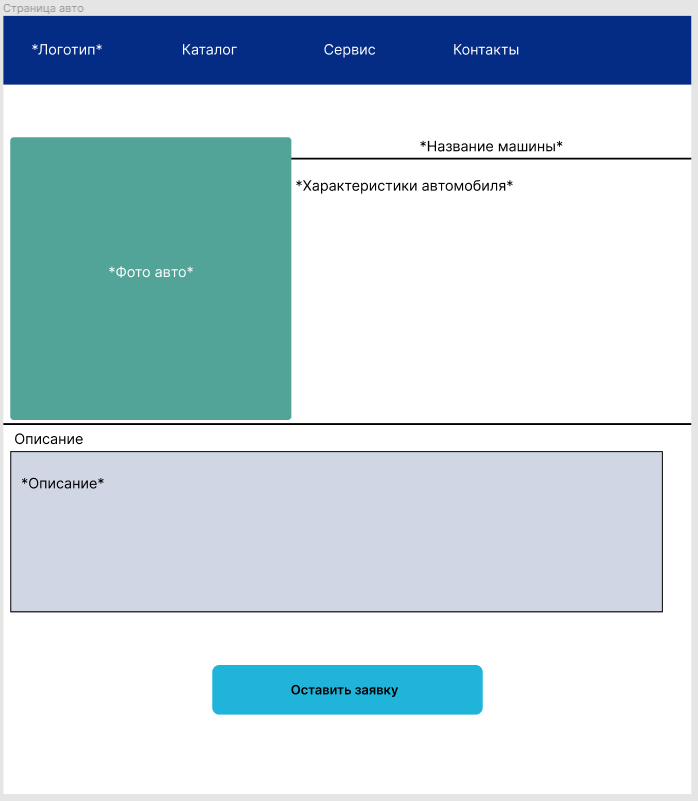 Страница авто
*Логотип*
Каталог
Сервис
Контакты
*Название машины*
*Характеристики автомобиля*
*Фото авто*
Описание
*Описание*
Оставить заявку